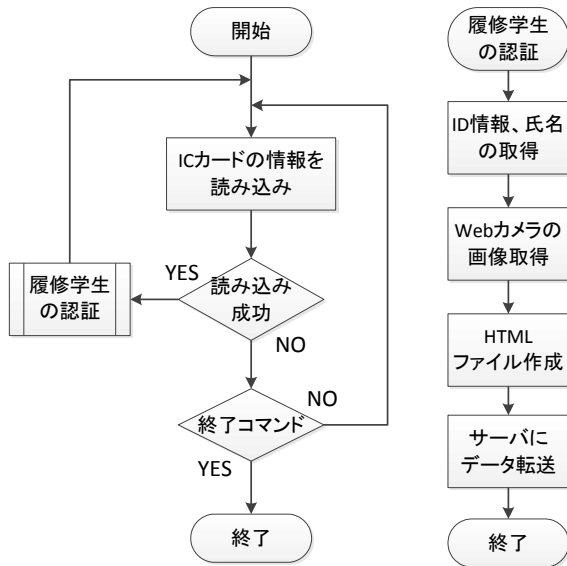 開始
ICカードの情報を
読み込み
読み込み
成功
YES
NO
履修学生
の認証
終了コマンド
NO
YES
終了
履修学生
の認証
ID情報、氏名
の取得
Webカメラの
画像取得
HTML
ファイル作成
サーバに
データ転送
終了